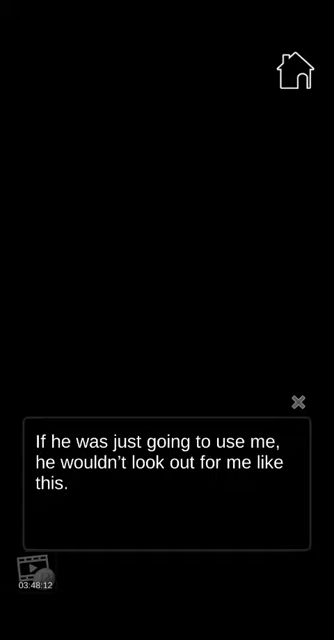 If he was just going to use me,
he wouldn't look out for me like
this.
03:48:12